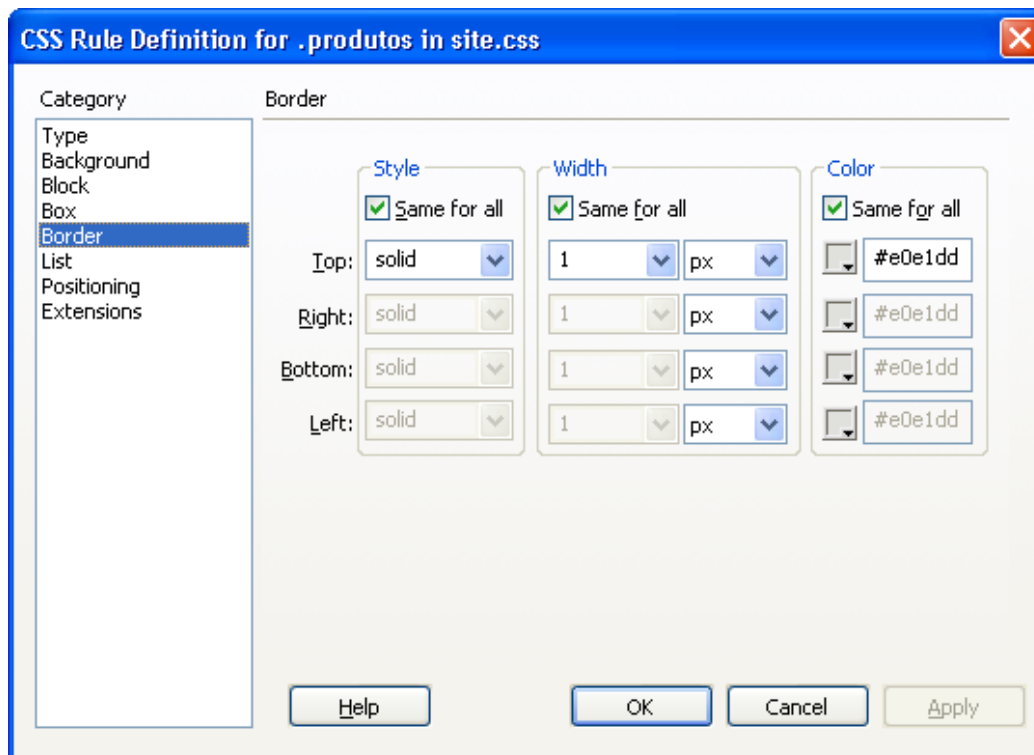 CSS Rule Definition for .produtos in site.css
Category
Type
Background
Block
Box
Border
List
Positioning
Extensions
Border
Style Width Color
Same for all Same for all Same for all
Top: solid 1 px #e0e1dd
Right: solid 1 px #e0e1dd
Bottom: solid 1 px #e0e1dd
Left: solid 1 px #e0e1dd
Help OK Cancel Apply